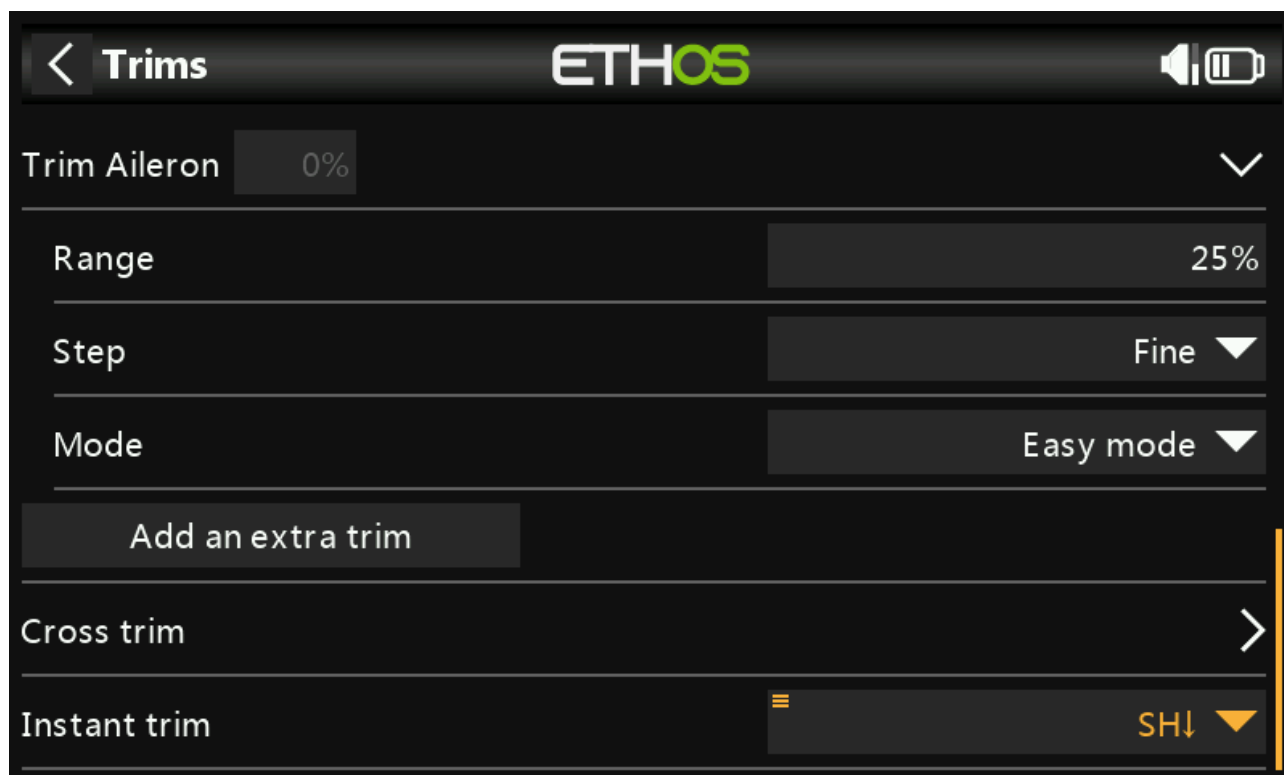 Trims ETHOS
Trim Aileron 0%
Range 25%
Step Fine
Mode Easy mode
Add an extra trim
Cross trim
Instant trim SH↓